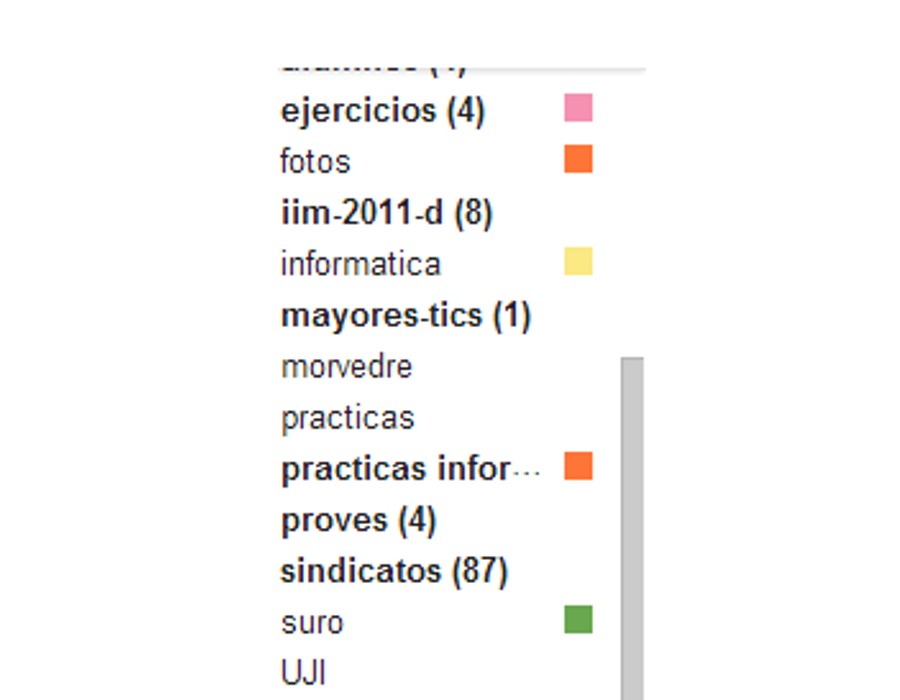 ejercicios (4)
fotos
iim-2011-d (8)
informatica
mayores-tics (1)
morvedre
practicas
practicas infor...
proves (4)
sindicatos (87)
suro
UJI